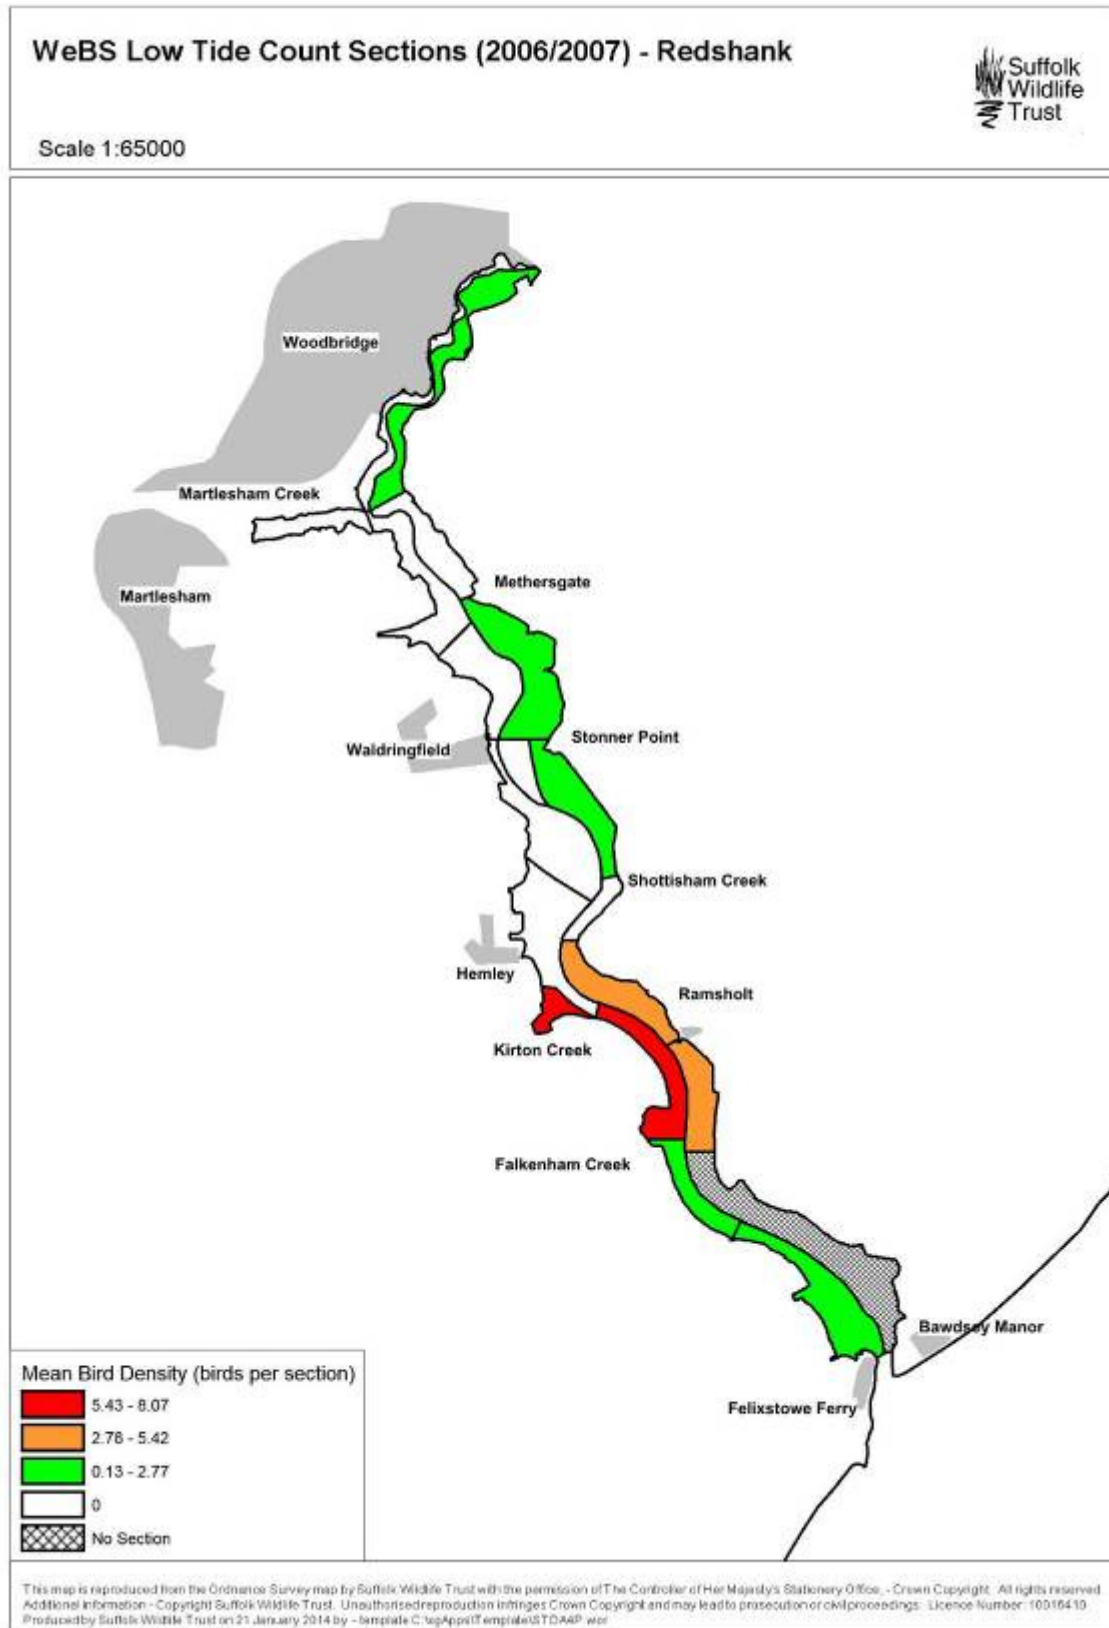 WeBS Low Tide Count Sections (2006/2007) - Redshank
Suffolk
Wildlife
Trust
Scale 1:65000
Woodbridge
Martlesham Creek
Methersgate
Martlesham
Stonner Point
Waldringfield
Shottisham Creek
Hemley
Ramsholt
Kirton Creek
Falkenham Creek
Bawdsey Manor
Felixstowe Ferry
Mean Bird Density (birds per section)
5.43 - 8.07
2.78 - 5.42
0.13 - 2.77
0
No Section
This map is reproduced from the Ordnance Survey map by Suffolk Wildlife Trust with the permission of The Controller of Her Majesty's Stationery Office, - Crown Copyright. All rights reserved
Additional Information - Copyright Suffolk Wildlife Trust. Unauthorised reproduction infringes Crown Copyright and may lead to prosecution or civil proceedings. Licence Number: 10016410
Produced by Suffolk Wildlife Trust on 21 January 2014 by - template